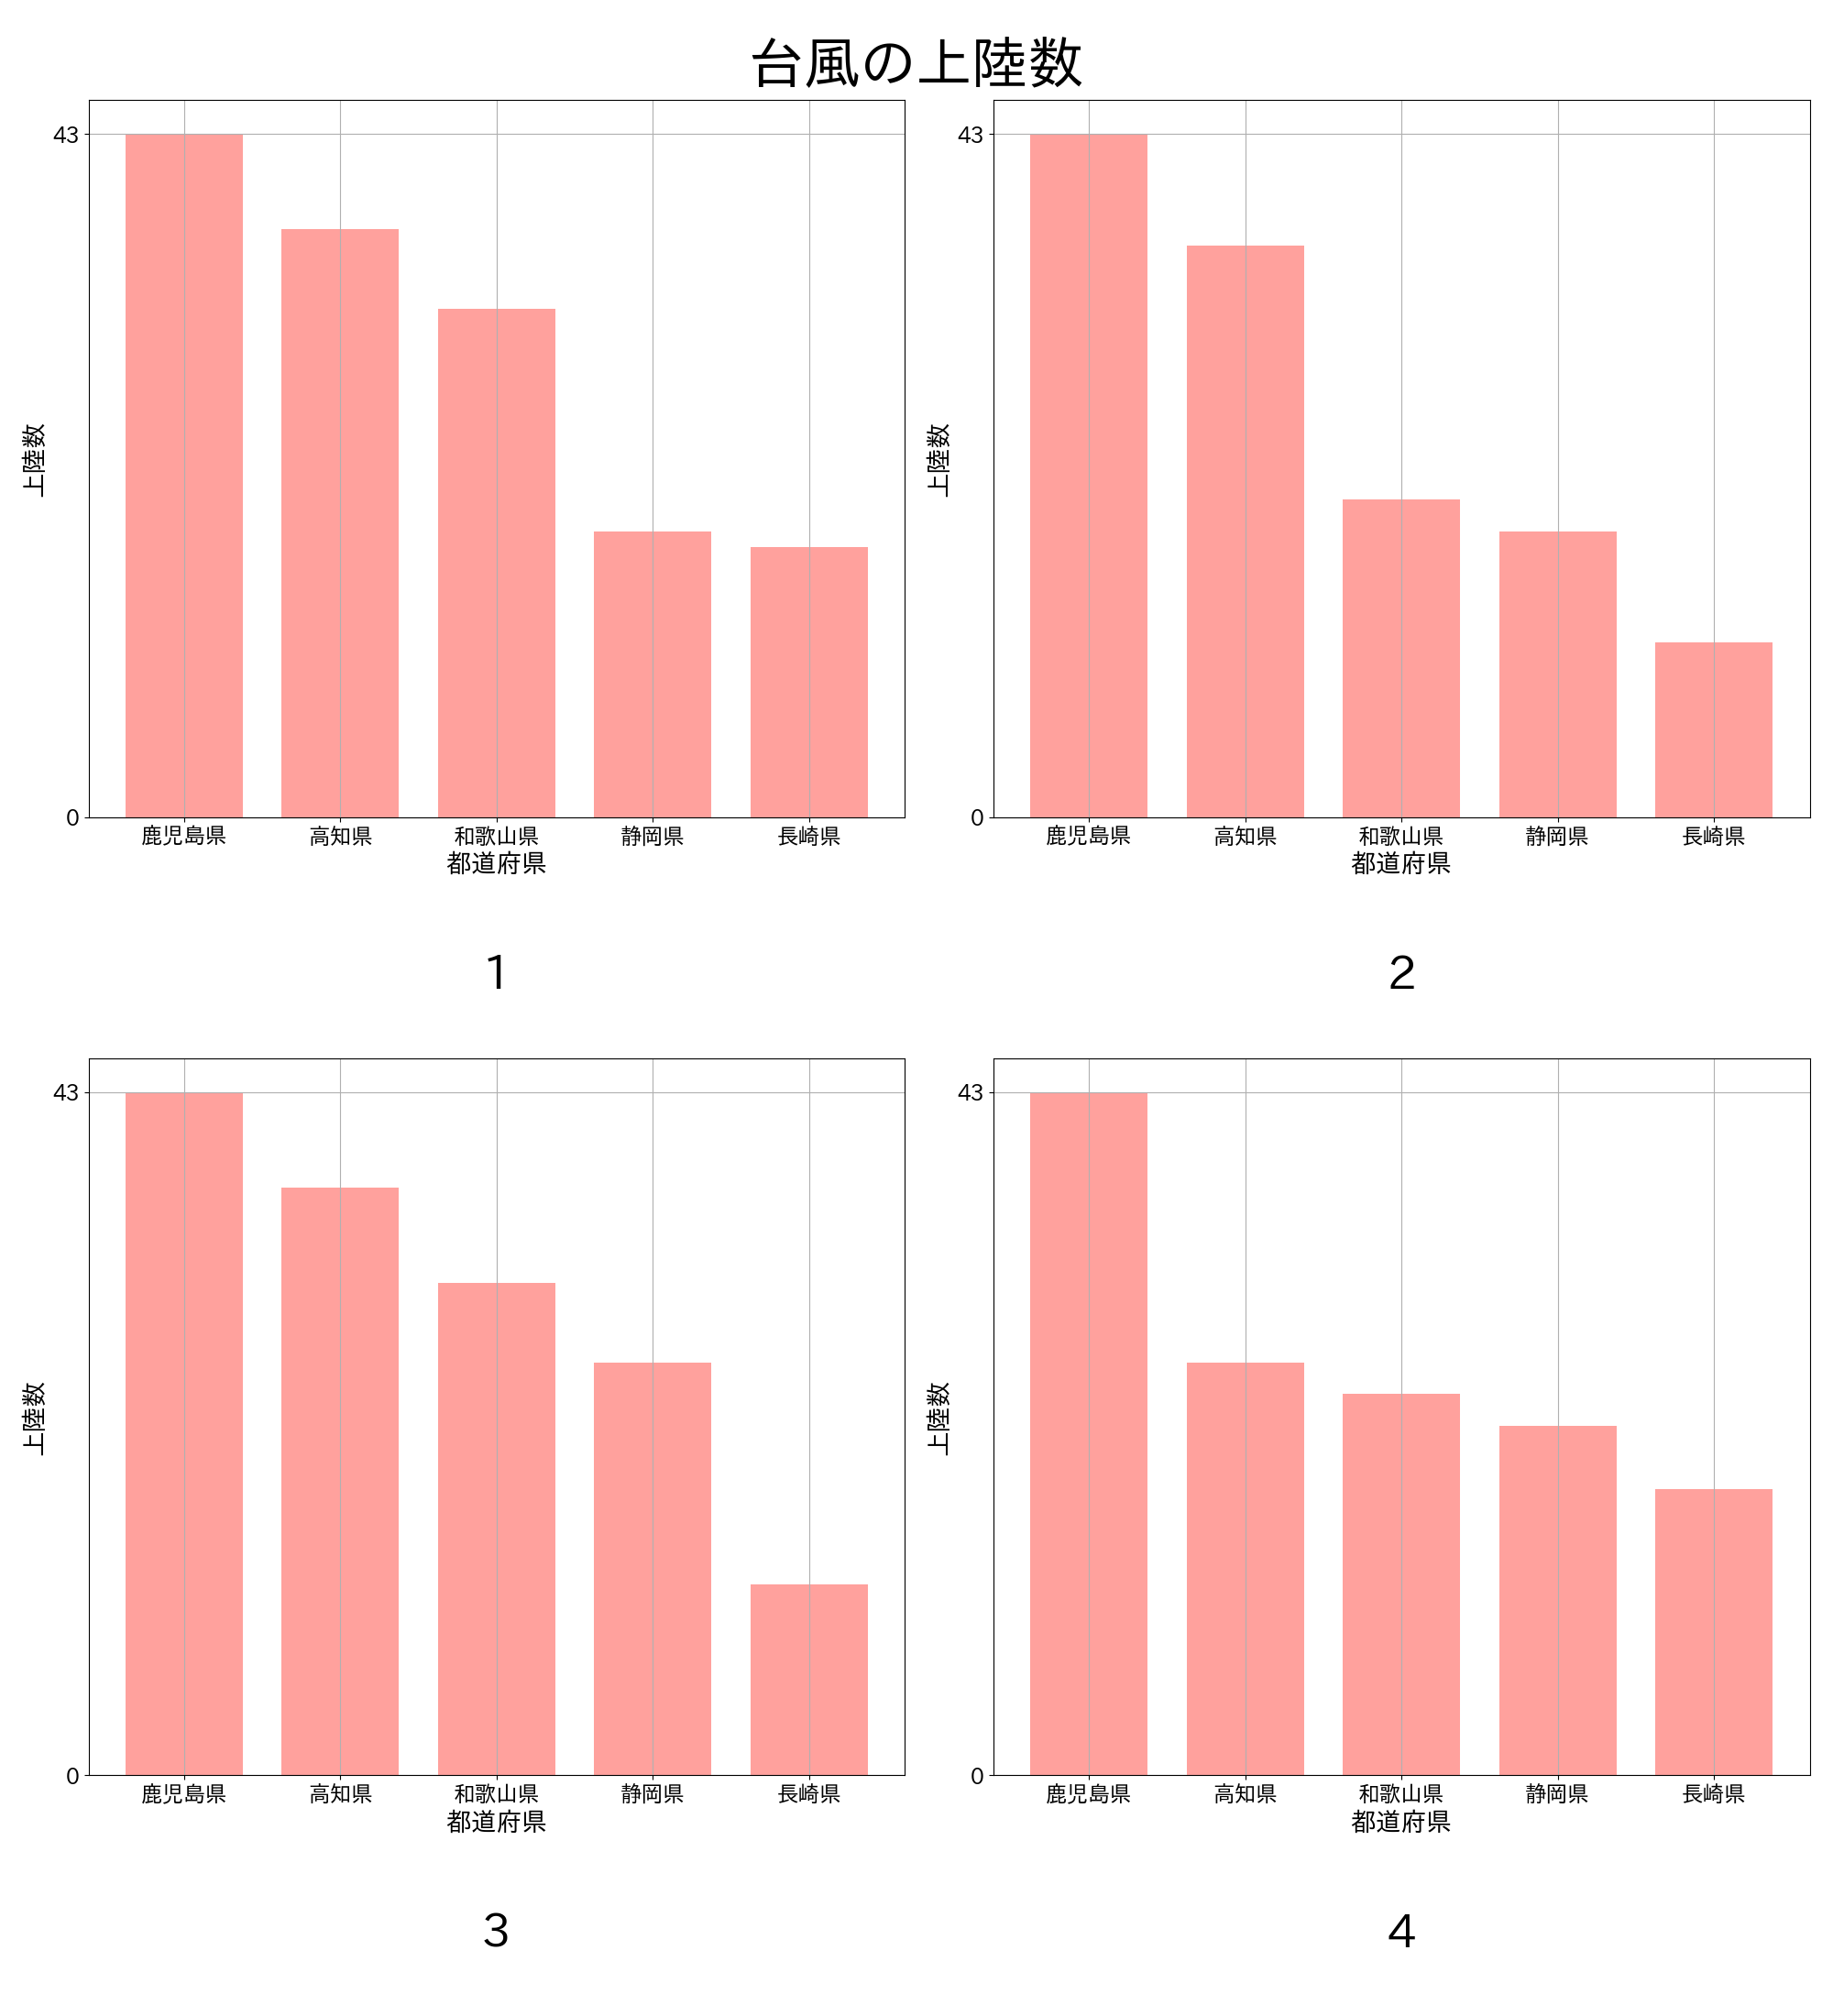 台風の上陸数
43
0
上陸数
鹿児島県 高知県 和歌山県 静岡県 長崎県
都道府県
1
43
0
上陸数
鹿児島県 高知県 和歌山県 静岡県 長崎県
都道府県
2
43
0
上陸数
鹿児島県 高知県 和歌山県 静岡県 長崎県
都道府県
3
43
0
上陸数
鹿児島県 高知県 和歌山県 静岡県 長崎県
都道府県
4